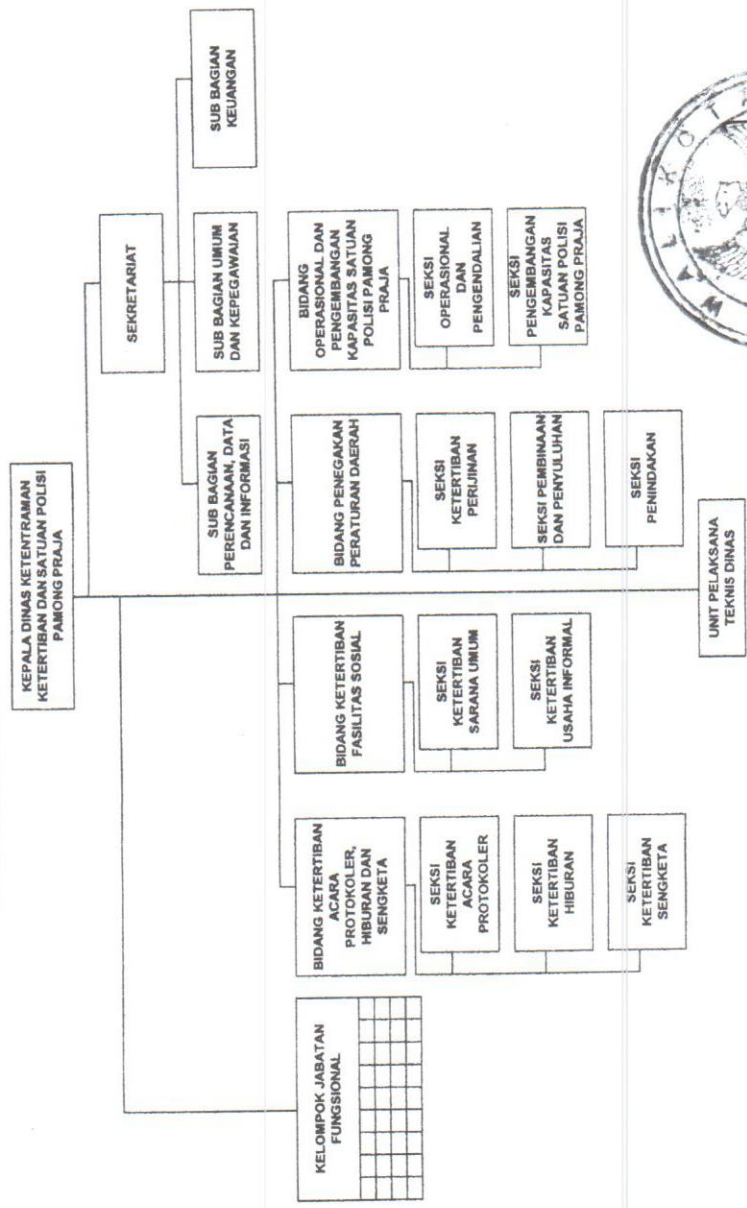 KEPALA DINAS KETENTRAMAN
KETERTIBAN DAN SATUAN POLISI
PAMONG PRAJA
SEKRETARIAT
SUB BAGIAN
PERENCANAAN, DATA
DAN INFORMASI
SUB BAGIAN UMUM
DAN KEPEGAWAIAN
SUB BAGIAN
KEUANGAN
KELOMPOK JABATAN
FUNGSIONAL
BIDANG KETERTIBAN
ACARA
PROTOKOLER,
HIBURAN DAN
SENGKETA
SEKSI
KETERTIBAN
ACARA
PROTOKOLER
SEKSI
KETERTIBAN
HIBURAN
SEKSI
KETERTIBAN
SENGKETA
BIDANG KETERTIBAN
FASILITAS SOSIAL
SEKSI
KETERTIBAN
SARANA UMUM
SEKSI
KETERTIBAN
USAHA INFORMAL
BIDANG PENEGAKAN
PERATURAN DAERAH
SEKSI
KETERTIBAN
PERIJINAN
SEKSI PEMBINAAN
DAN PENYULUHAN
SEKSI
PENINDAKAN
BIDANG
OPERASIONAL DAN
PENGEMBANGAN
KAPASITAS SATUAN
POLISI PAMONG
PRAJA
SEKSI
OPERASIONAL
DAN
PENGENDALIAN
SEKSI
PENGEMBANGAN
KAPASITAS
SATUAN POLISI
PAMONG PRAJA
UNIT PELAKSANA
TEKNIS DINAS
WALIKOT